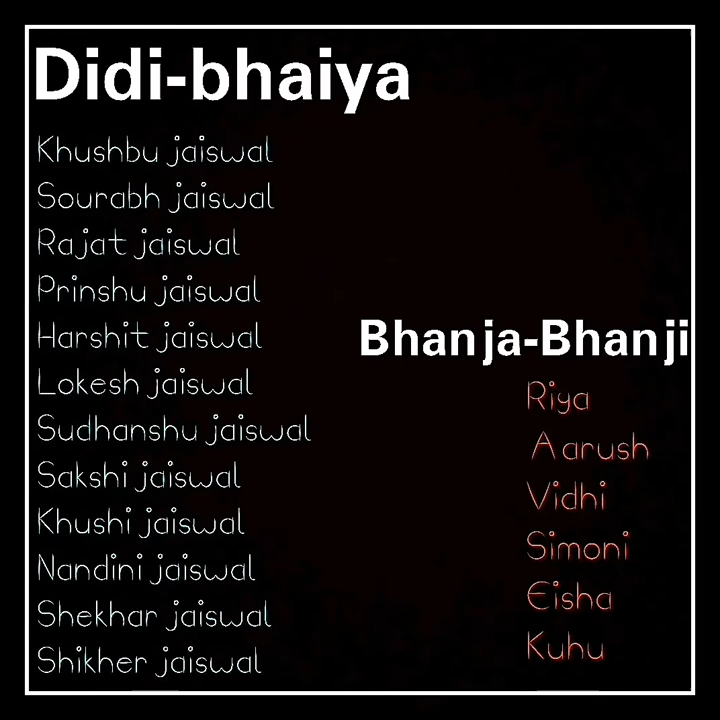 Didi-bhaiya
Khushbu jaiswal
Sourabh jaiswal
Rajat jaiswal
Prinshu jaiswal
Harshit jaiswal
Lokesh jaiswal
Sudhanshu jaiswal
Sakshi jaiswal
Khushi jaiswal
Nandini jaiswal
Shekhar jaiswal
Shikher jaiswal
Bhanja-Bhanji
Riya
Aarush
Vidhi
Simoni
Eisha
Kuhu